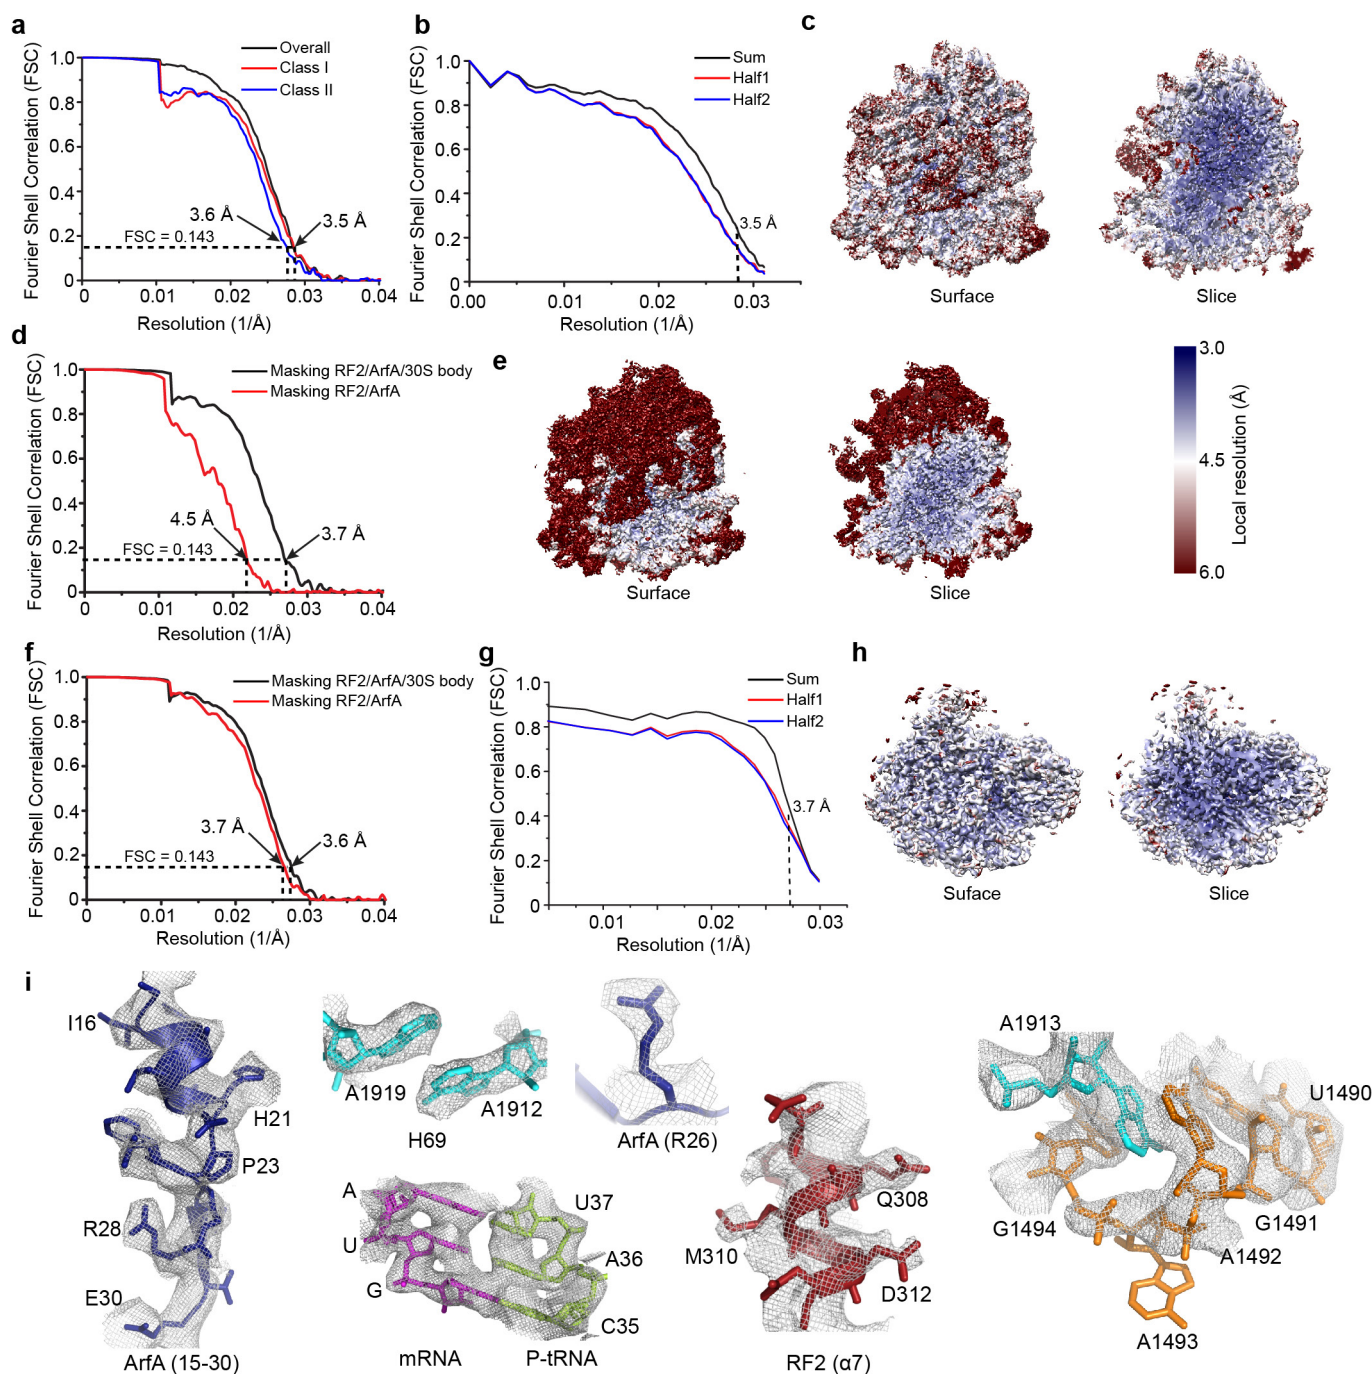 a
Overall
Class I
Class II
Fourier Shell Correlation (FSC)
1.0
0.8
0.6
0.4
0.2
0
3.6 Å
3.5 Å
FSC = 0.143
0
0.01
0.02
0.03
0.04
Resolution (1/Å)
b
Sum
Half1
Half2
Fourier Shell Correlation (FSC)
1.0
0.8
0.6
0.4
0.2
0
3.5 Å
0.00
0.01
0.02
0.03
Resolution (1/Å)
c
Surface
Slice
d
Masking RF2/ArfA/30S body
Masking RF2/ArfA
Fourier Shell Correlation (FSC)
1.0
0.8
0.6
0.4
0.2
0
4.5 Å
3.7 Å
FSC = 0.143
0
0.01
0.02
0.03
0.04
Resolution (1/Å)
e
Surface
Slice
3.0
4.5
6.0
Local resolution (Å)
f
Masking RF2/ArfA/30S body
Masking RF2/ArfA
Fourier Shell Correlation (FSC)
1.0
0.8
0.6
0.4
0.2
0
3.7 Å
3.6 Å
FSC = 0.143
0
0.01
0.02
0.03
0.04
Resolution (1/Å)
g
Sum
Half1
Half2
Fourier Shell Correlation (FSC)
1.0
0.8
0.6
0.4
0.2
0
3.7 Å
0.01
0.02
0.03
Resolution (1/Å)
h
Suface
Slice
i
I16
H21
P23
R28
E30
ArfA (15-30)
A1919
A1912
H69
ArfA (R26)
A
U
G
U37
A36
C35
mRNA
P-tRNA
Q308
M310
D312
RF2 (α7)
A1913
U1490
G1494
G1491
A1492
A1493